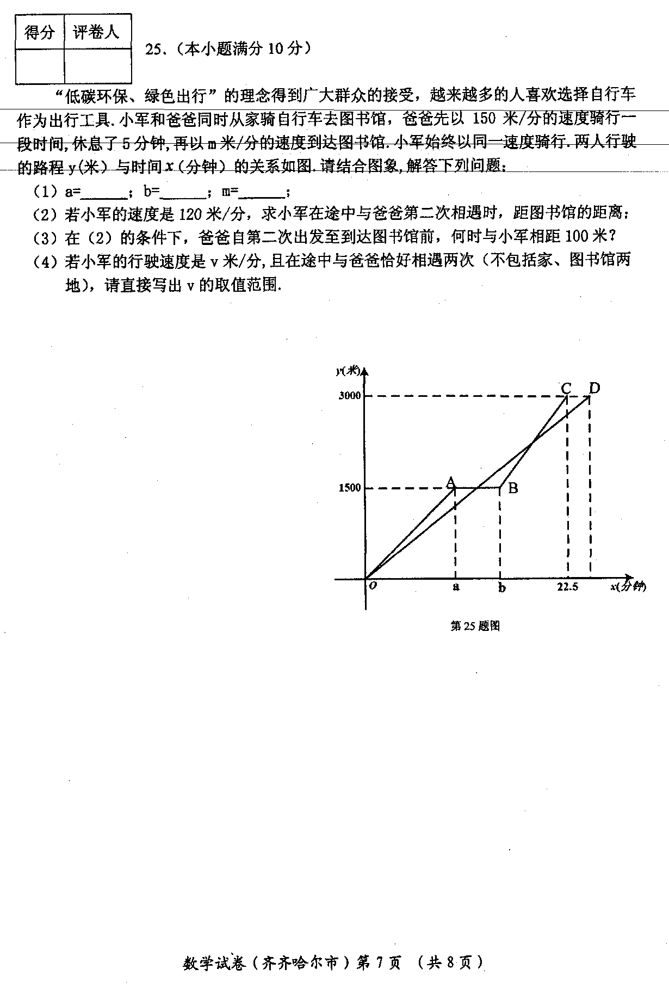 得分 评卷人
25.（本小题满分 10 分）
“低碳环保、绿色出行”的理念得到广大群众的接受，越来越多的人喜欢选择自行车
作为出行工具.小军和爸爸同时从家骑自行车去图书馆，爸爸先以 150 米/分的速度骑行一
段时间,休息了 5 分钟,再以 m 米/分的速度到达图书馆.小军始终以同一速度骑行.两人行驶
的路程 y(米）与时间 x（分钟）的关系如图.请结合图象,解答下列问题:
（1）a=______；b=______；m=______；
（2）若小军的速度是 120 米/分，求小军在途中与爸爸第二次相遇时，距图书馆的距离；
（3）在（2）的条件下，爸爸自第二次出发至到达图书馆前，何时与小军相距 100 米？
（4）若小军的行驶速度是 v 米/分,且在途中与爸爸恰好相遇两次（不包括家、图书馆两
地），请直接写出 v 的取值范围.
y(米)
C D
3000
A
1500 B
O a b 22.5 x(分钟)
第 25 题图
数学试卷（齐齐哈尔市）第 7 页 （共 8 页）